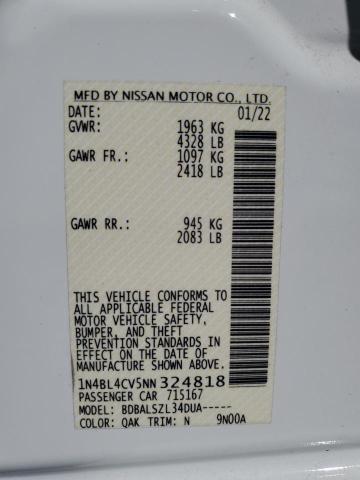 MFD BY NISSAN MOTOR CO., LTD.
DATE: 01/22
GVWR: 1963 KG
4328 LB
GAWR FR.: 1097 KG
2418 LB
GAWR RR.: 945 KG
2083 LB
THIS VEHICLE CONFORMS TO
ALL APPLICABLE FEDERAL
MOTOR VEHICLE SAFETY,
BUMPER, AND THEFT
PREVENTION STANDARDS IN
EFFECT ON THE DATE OF
MANUFACTURE SHOWN ABOVE.
1N4BL4CV5NN324818
PASSENGER CAR 715167
MODEL: BDBALSZL34DUA-----
COLOR: QAK TRIM: N 9N00A